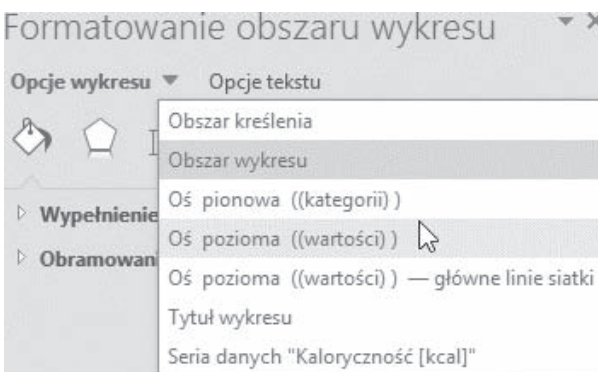 Formatowanie obszaru wykresu
Opcje wykresu Opcje tekstu
Obszar kreślenia
Obszar wykresu
Oś pionowa ((kategorii) )
Wypełnienie
Oś pozioma ((wartości) )
Obramowani
Oś pozioma ((wartości) ) — główne linie siatki
Tytuł wykresu
Seria danych "Kaloryczność [kcal]"